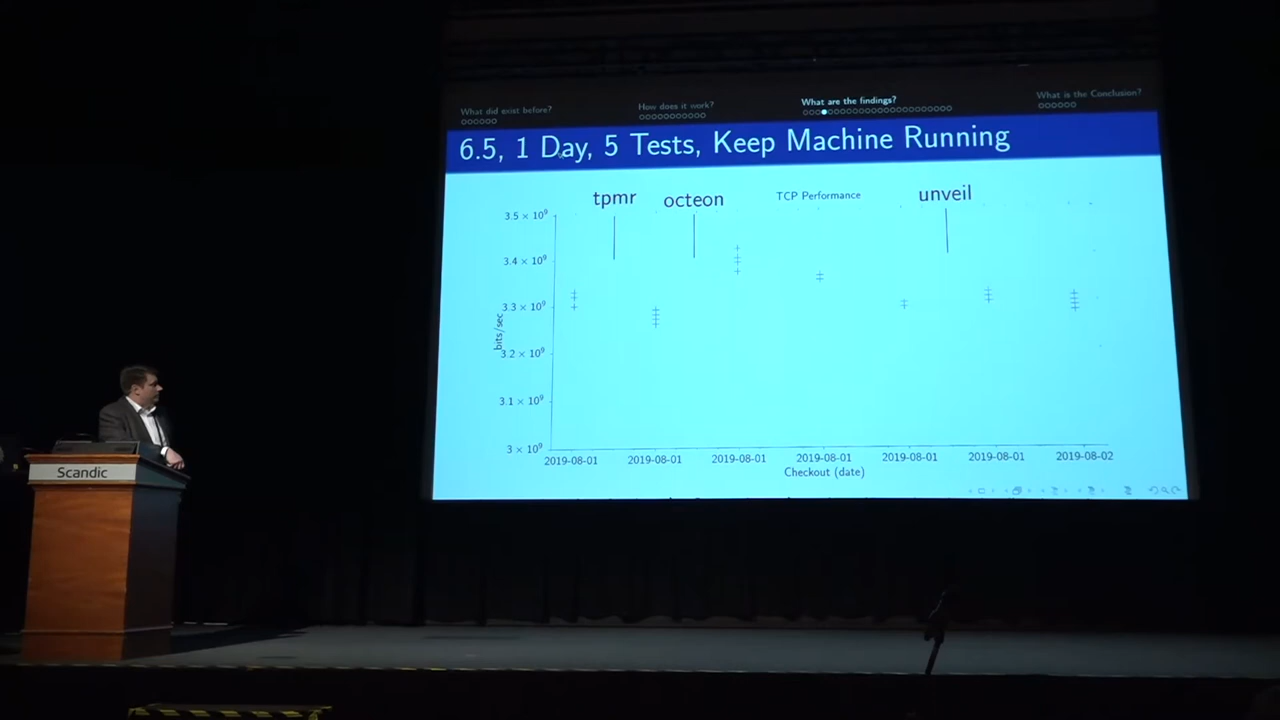 What did exist before?
How does it work?
What are the findings?
What is the Conclusion?
6.5, 1 Day, 5 Tests, Keep Machine Running
tpmr
octeon
TCP Performance
unveil
3.5 × 10⁹
3.4 × 10⁹
3.3 × 10⁹
3.2 × 10⁹
3.1 × 10⁹
3 × 10⁹
bits/sec
2019-08-01 2019-08-01 2019-08-01 2019-08-01 2019-08-01 2019-08-01 2019-08-02
Checkout (date)
Scandic